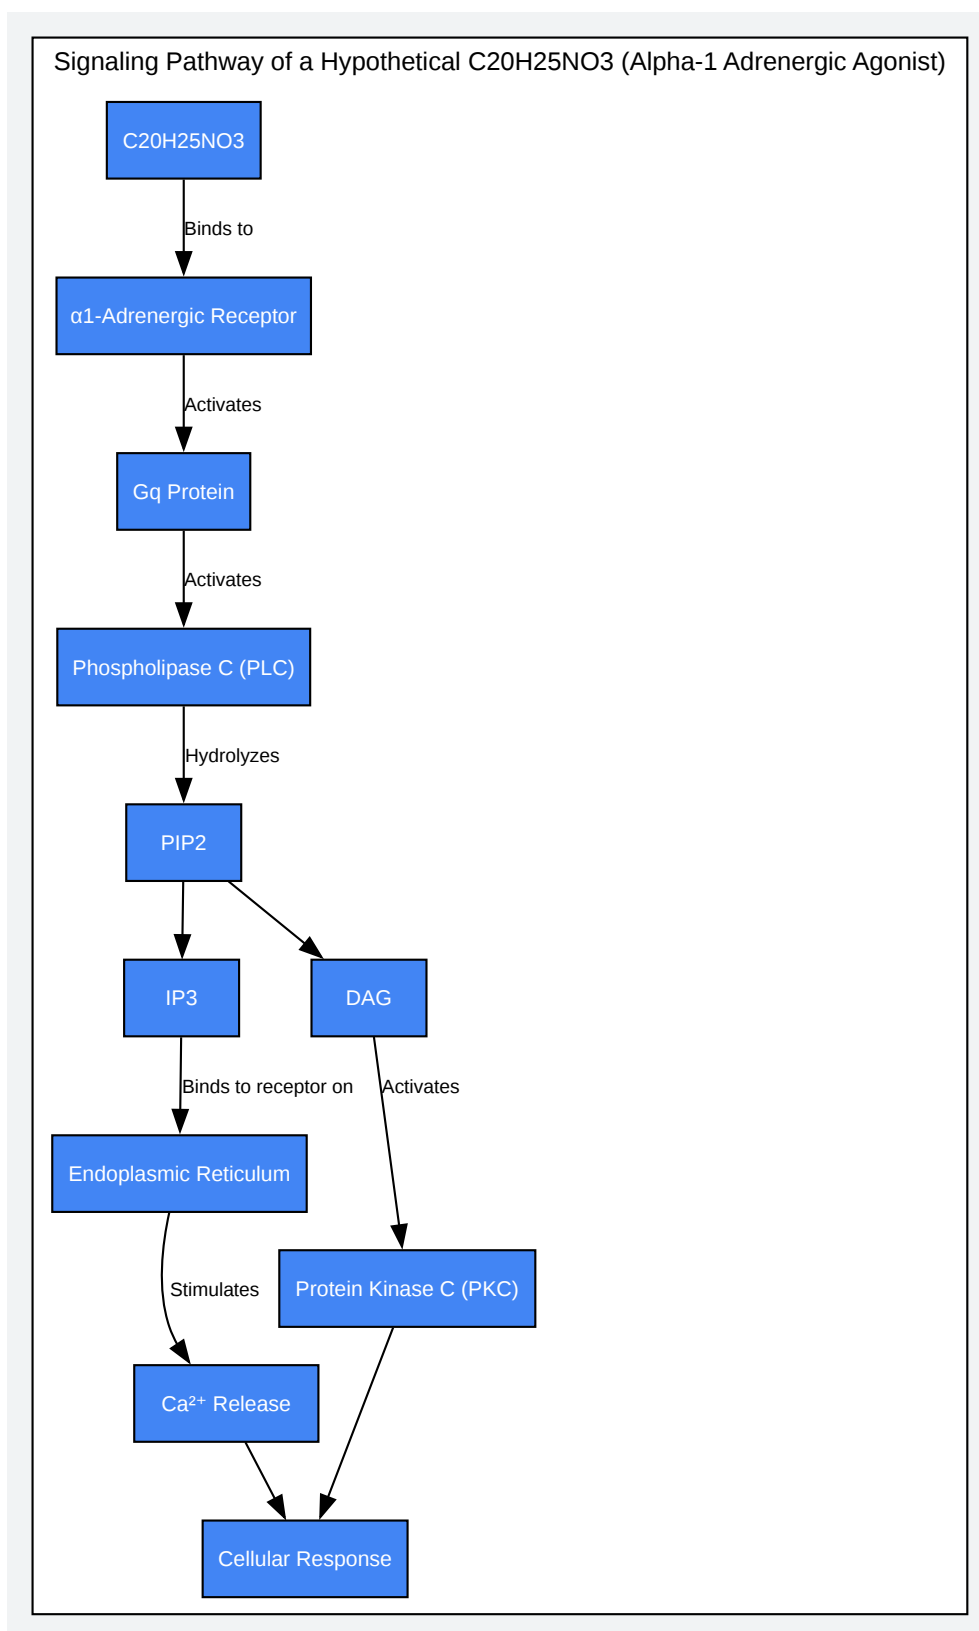 Signaling Pathway of a Hypothetical C20H25NO3 (Alpha-1 Adrenergic Agonist)
C20H25NO3
Binds to
α1-Adrenergic Receptor
Activates
Gq Protein
Activates
Phospholipase C (PLC)
Hydrolyzes
PIP2
IP3
DAG
Binds to receptor on
Activates
Endoplasmic Reticulum
Stimulates
Protein Kinase C (PKC)
Ca²⁺ Release
Cellular Response